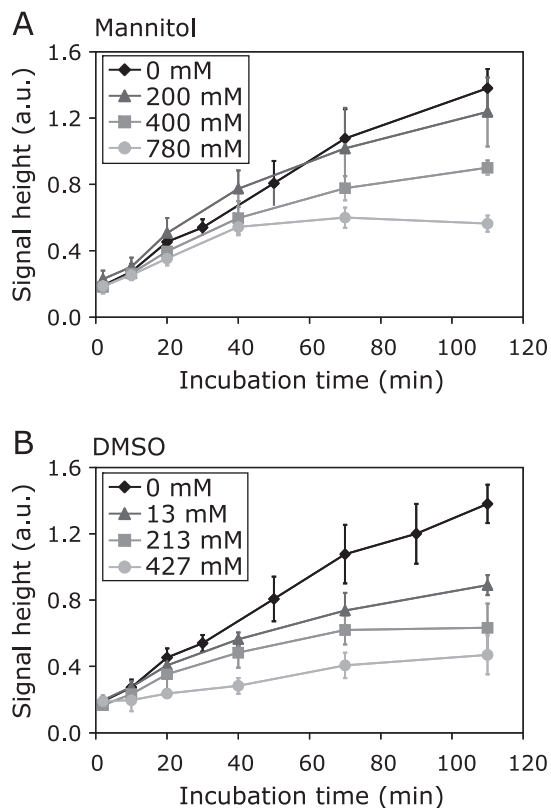 A
Mannitol
1.6
1.2
0.8
0.4
0.0
Signal height (a.u.)
0 mM
200 mM
400 mM
780 mM
0 20 40 60 80 100 120
Incubation time (min)
B
DMSO
1.6
1.2
0.8
0.4
0.0
Signal height (a.u.)
0 mM
13 mM
213 mM
427 mM
0 20 40 60 80 100 120
Incubation time (min)